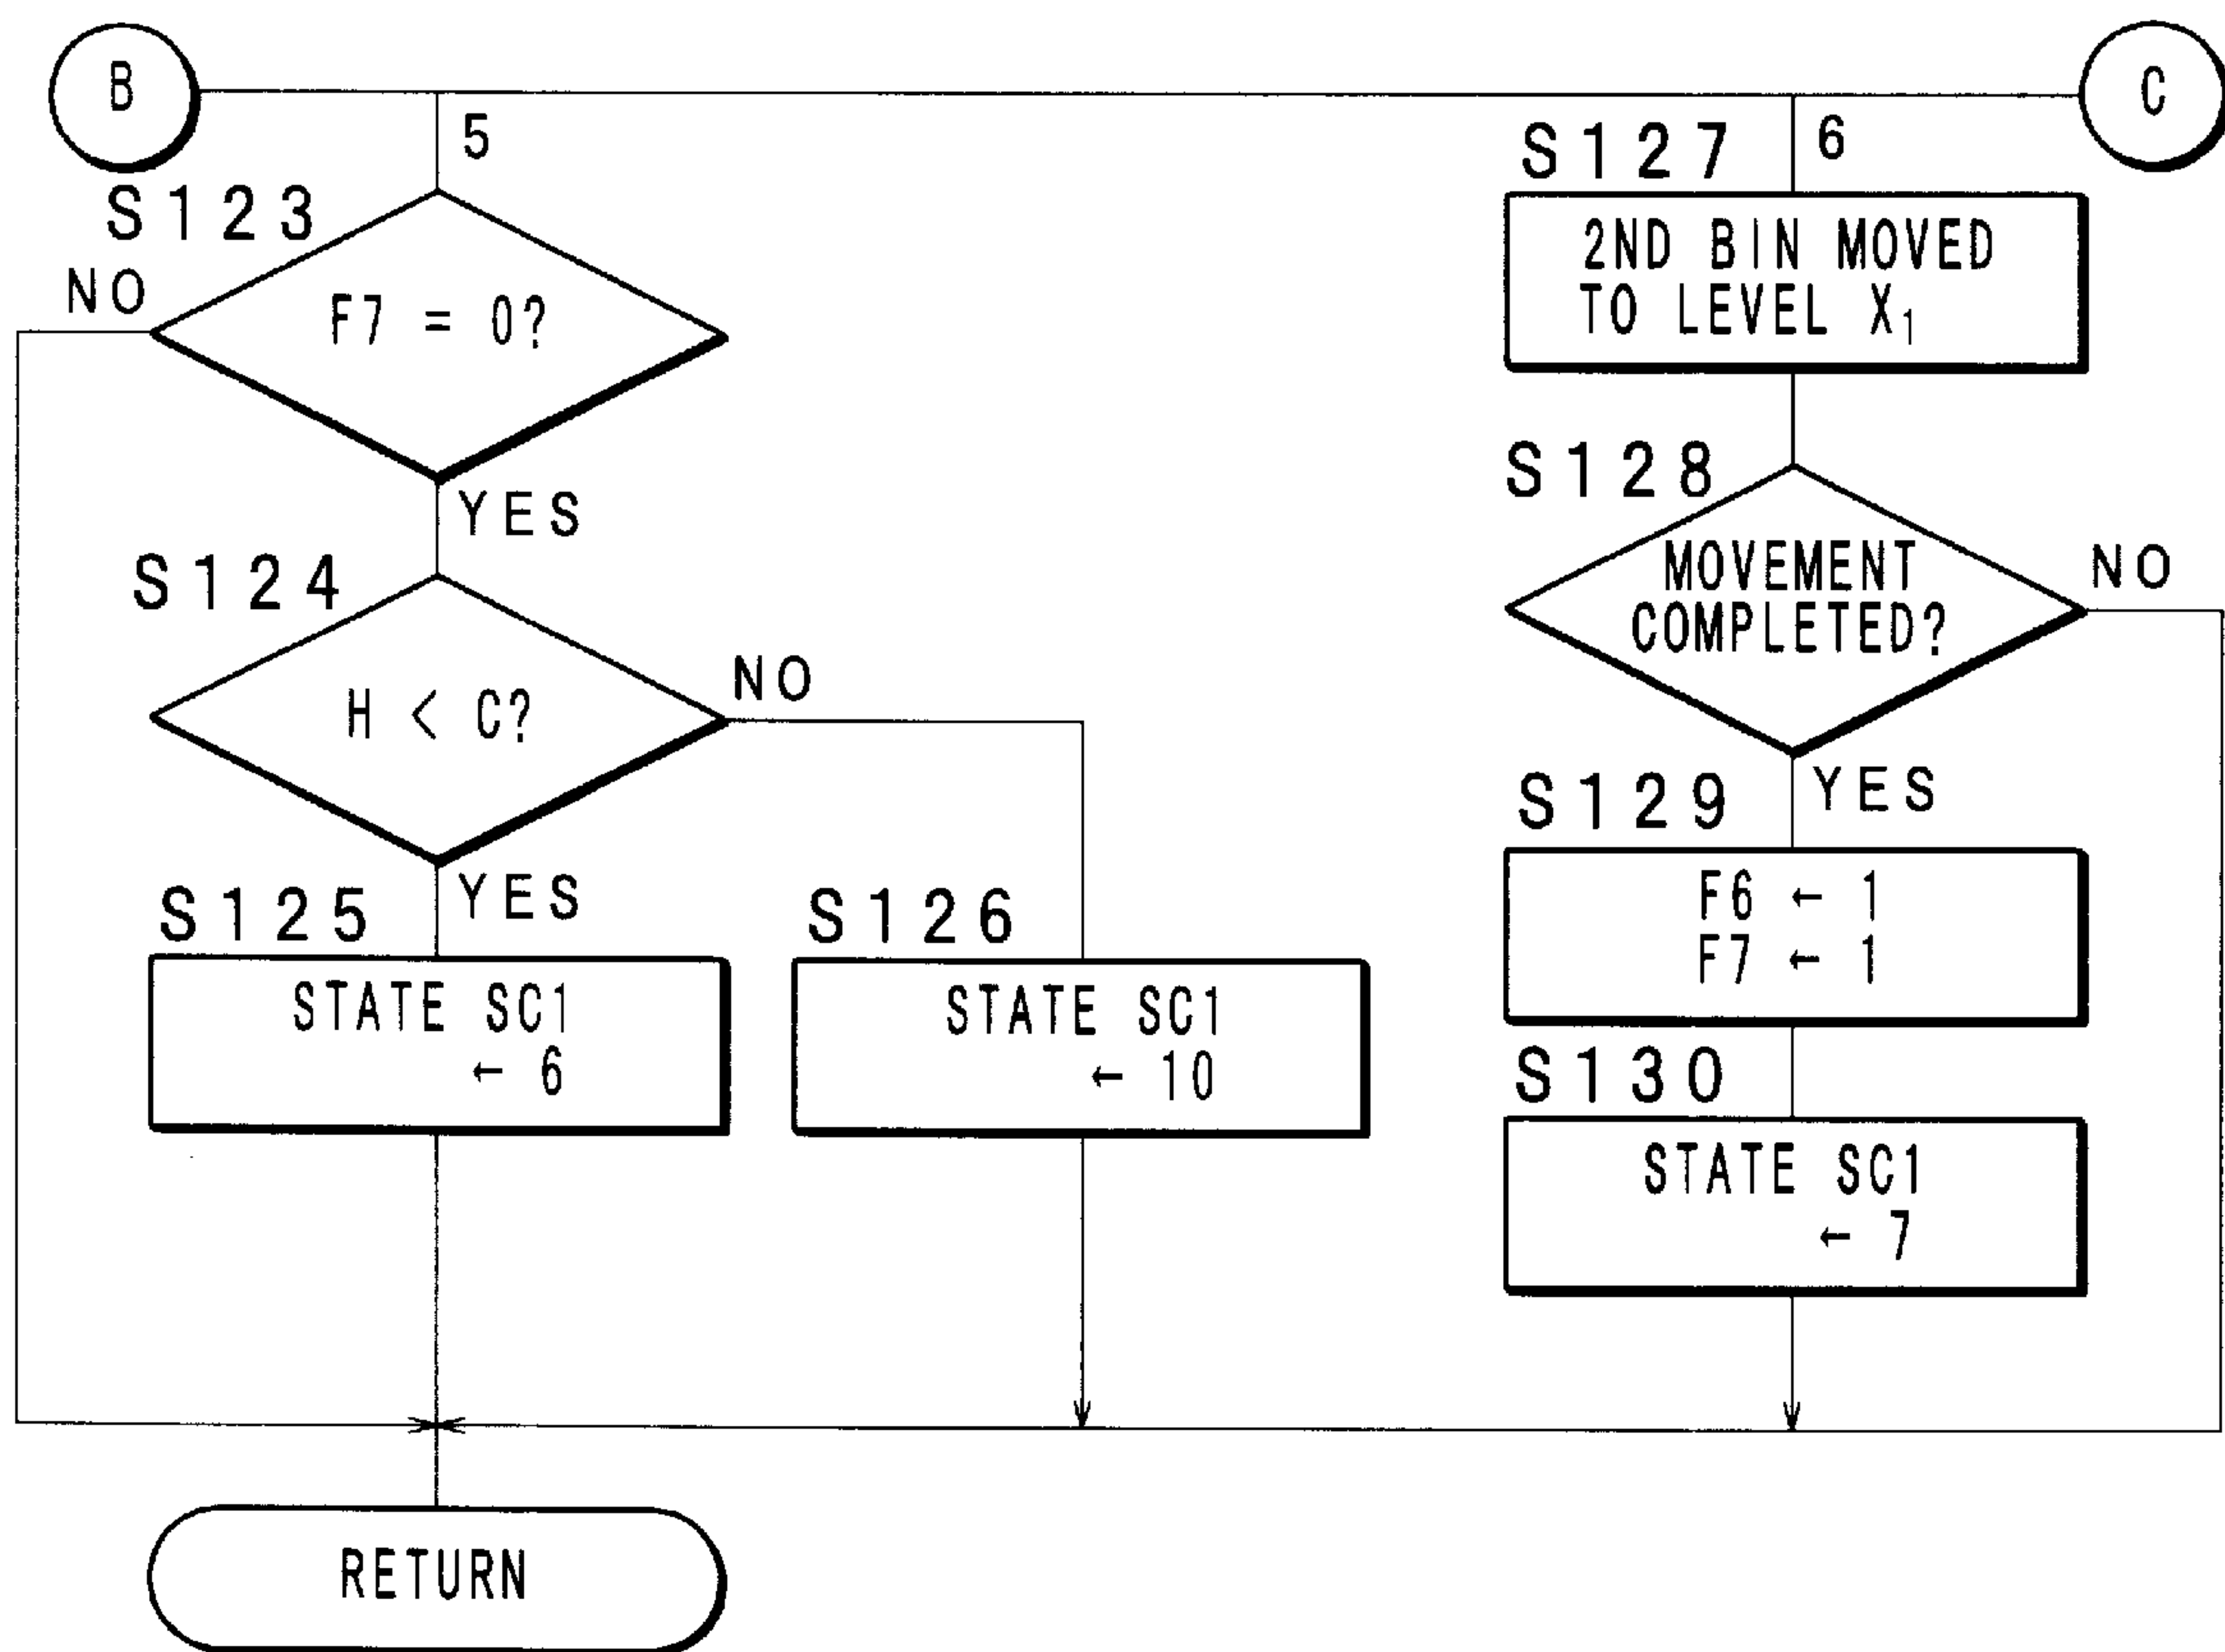 B
C
5
S123
NO
F7 = 0?
YES
S124
H < C?
NO
YES
S125
STATE SC1
← 6
S126
STATE SC1
← 10
6
S127
2ND BIN MOVED
TO LEVEL X₁
S128
MOVEMENT
COMPLETED?
NO
YES
S129
F6 ← 1
F7 ← 1
S130
STATE SC1
← 7
RETURN